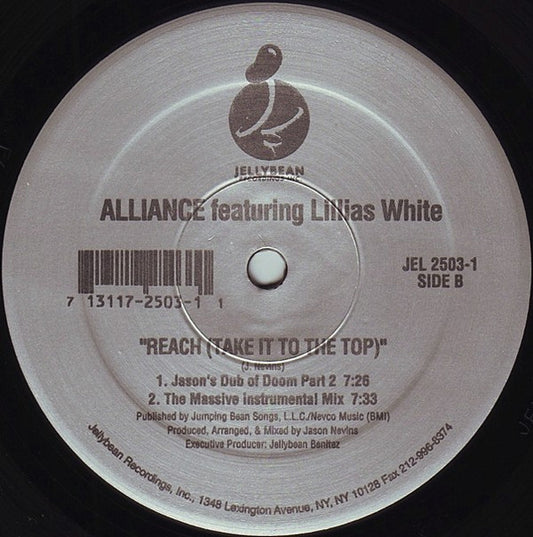 JELLYBEAN
RECORDINGS INC.
ALLIANCE featuring Lillias White
JEL 2503-1
SIDE B
7 13117-2503-1 1
"REACH (TAKE IT TO THE TOP)"
(J. Nevins)
1. Jason's Dub of Doom Part 2 7:26
2. The Massive Instrumental Mix 7:33
Published by Jumping Bean Songs, L.L.C./Nevco Music (BMI)
Produced, Arranged, & Mixed by Jason Nevins
Executive Producer: Jellybean Benitez
Jellybean Recordings, Inc., 1348 Lexington Avenue, NY, NY 10128 Fax 212-996-8374